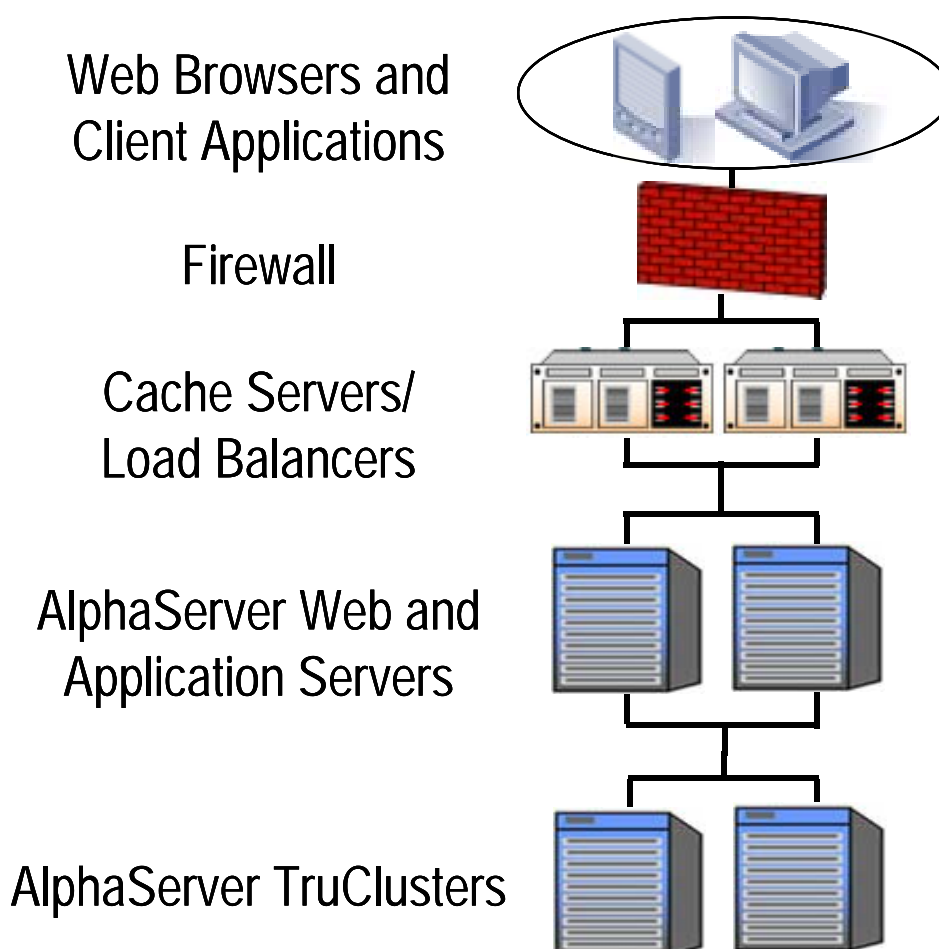 Web Browsers and
Client Applications
Firewall
Cache Servers/
Load Balancers
AlphaServer Web and
Application Servers
AlphaServer TruClusters